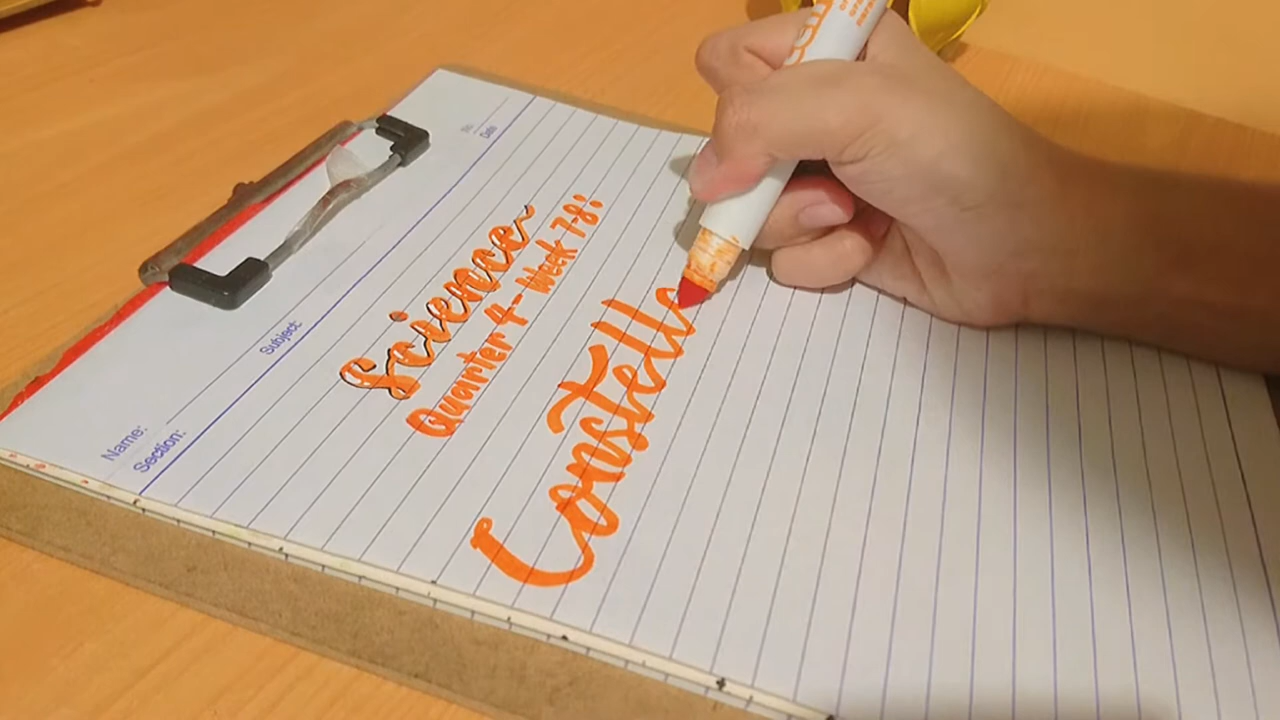 Date:
Subject:
Name:
Section:
Science
Quarter 4- Week 7-8:
Constell